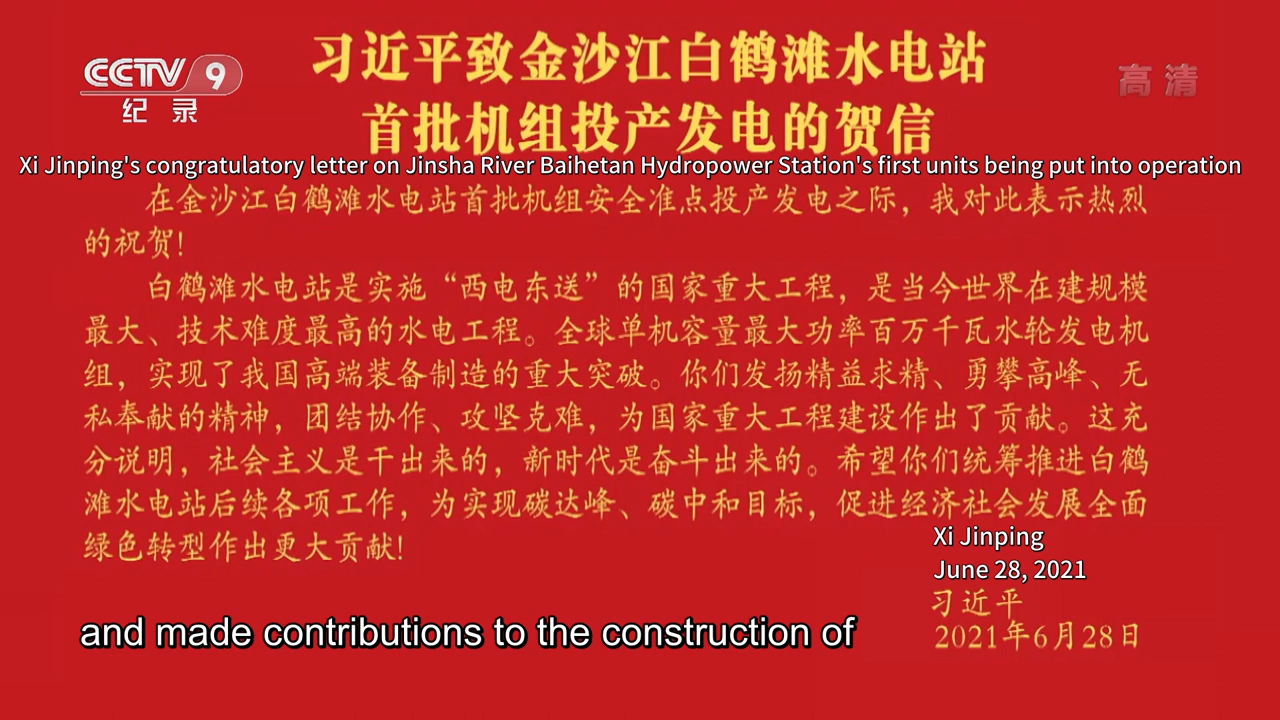 习近平致金沙江白鹤滩水电站
CCTV 9
高清
纪录
首批机组投产发电的贺信
Xi Jinping's congratulatory letter on Jinsha River Baihetan Hydropower Station's first units being put into operation
在金沙江白鹤滩水电站首批机组安全准点投产发电之际，我对此表示热烈
的祝贺!
白鹤滩水电站是实施“西电东送”的国家重大工程，是当今世界在建规模
最大、技术难度最高的水电工程。全球单机容量最大功率百万千瓦水轮发电机
组，实现了我国高端装备制造的重大突破。你们发扬精益求精、勇攀高峰、无
私奉献的精神，团结协作、攻坚克难，为国家重大工程建设作出了贡献。这充
分说明，社会主义是干出来的，新时代是奋斗出来的。希望你们统筹推进白鹤
滩水电站后续各项工作，为实现碳达峰、碳中和目标，促进经济社会发展全面
绿色转型作出更大贡献!
Xi Jinping
June 28, 2021
习近平
2021年6月28日
and made contributions to the construction of